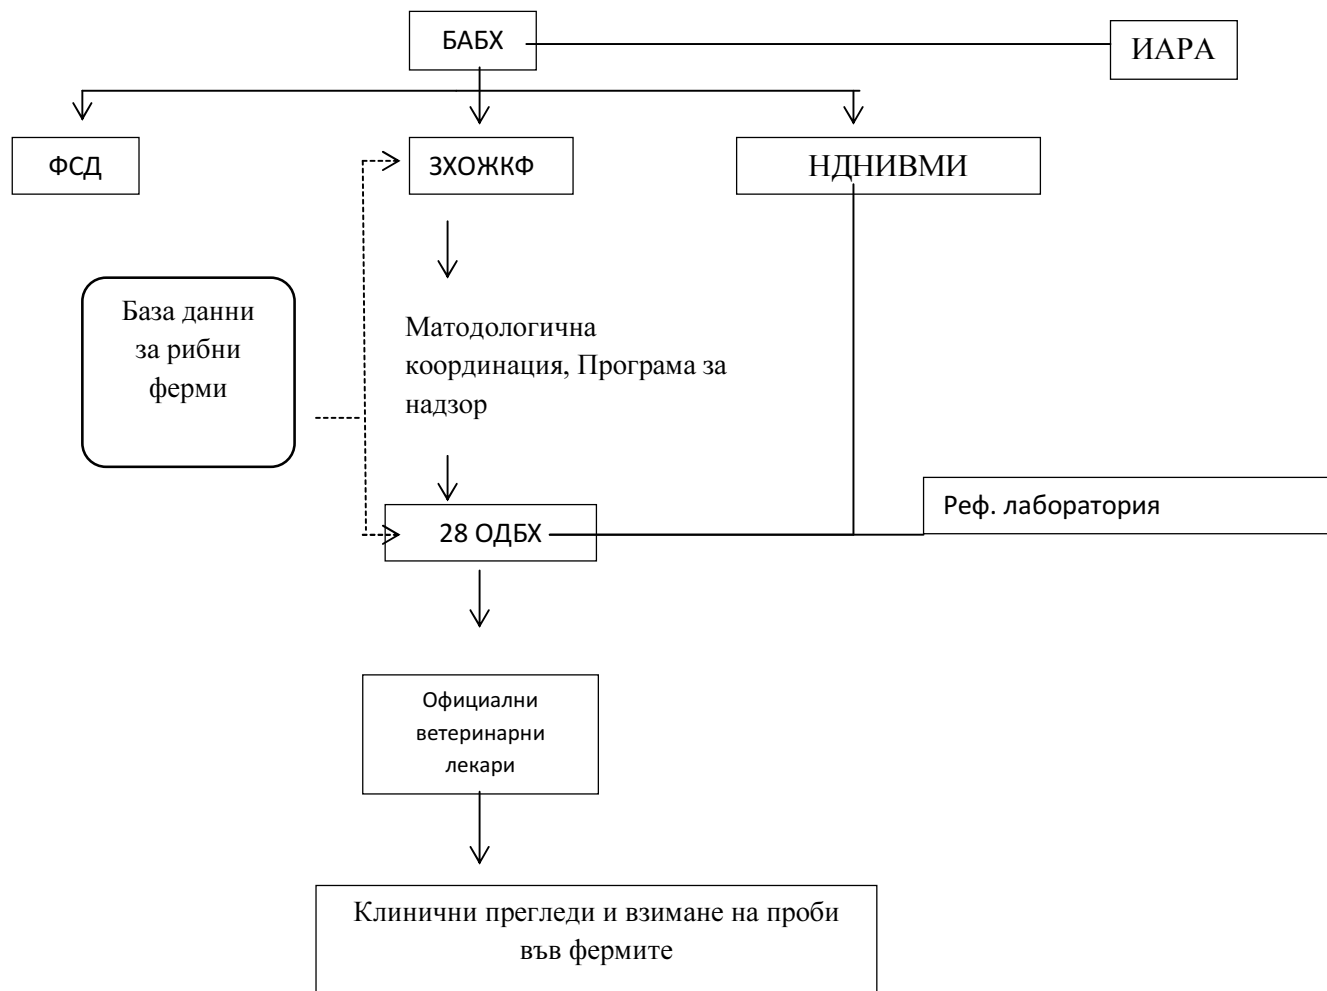 БАБХ
ИАРА
ФСД
ЗХОЖКФ
НДНИВМИ
База данни
за рибни
ферми
Матодологична
координация, Програма за
надзор
28 ОДБХ
Реф. лаборатория
Официални
ветеринарни
лекари
Клинични прегледи и взимане на проби
във фермите